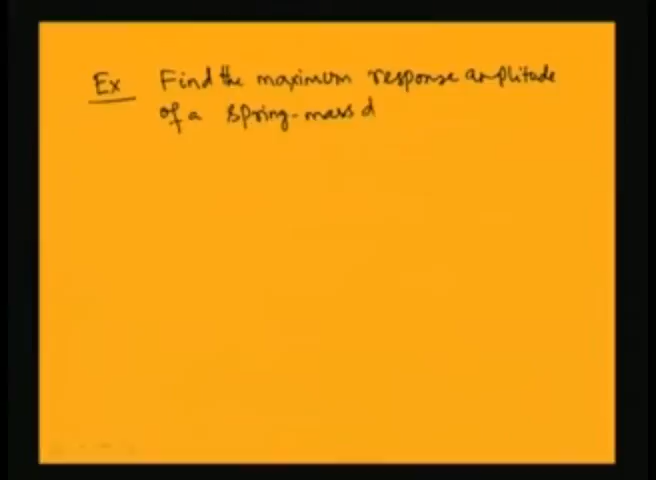 Ex Find the maximum response amplitude
of a spring-mass d